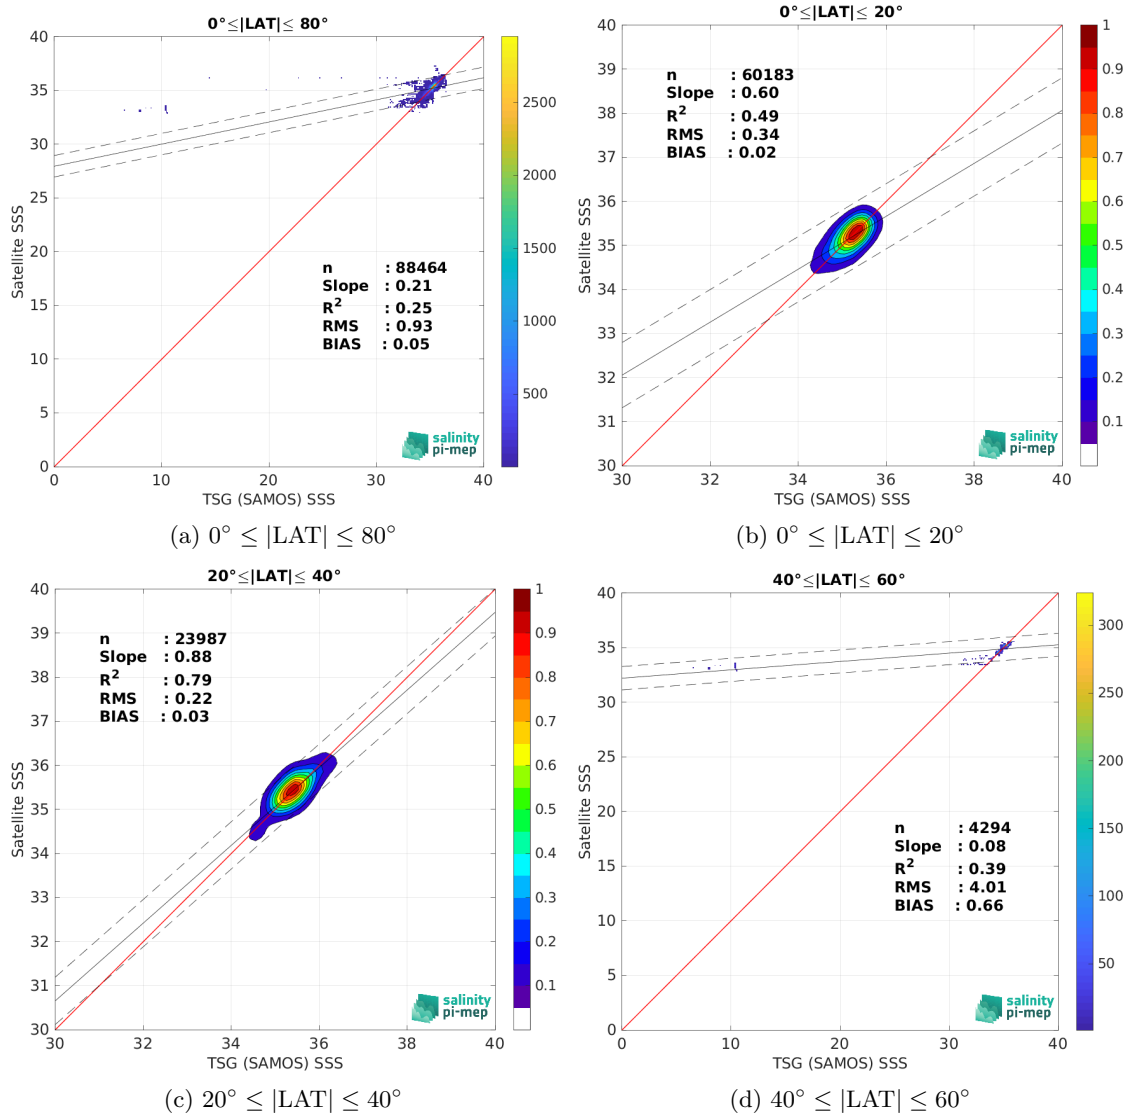 0°≤|LAT|≤ 80°
40
35
30
25
20
15
10
5
0
Satellite SSS
n : 88464
Slope : 0.21
R² : 0.25
RMS : 0.93
BIAS : 0.05
salinity
pi-mep
0 10 20 30 40
TSG (SAMOS) SSS
2500
2000
1500
1000
500
(a) 0° ≤ |LAT| ≤ 80°
0°≤|LAT|≤ 20°
40
39
38
37
36
35
34
33
32
31
30
Satellite SSS
n : 60183
Slope : 0.60
R² : 0.49
RMS : 0.34
BIAS : 0.02
salinity
pi-mep
30 32 34 36 38 40
TSG (SAMOS) SSS
1
0.9
0.8
0.7
0.6
0.5
0.4
0.3
0.2
0.1
(b) 0° ≤ |LAT| ≤ 20°
20°≤|LAT|≤ 40°
40
39
38
37
36
35
34
33
32
31
30
Satellite SSS
n : 23987
Slope : 0.88
R² : 0.79
RMS : 0.22
BIAS : 0.03
salinity
pi-mep
30 32 34 36 38 40
TSG (SAMOS) SSS
1
0.9
0.8
0.7
0.6
0.5
0.4
0.3
0.2
0.1
(c) 20° ≤ |LAT| ≤ 40°
40°≤|LAT|≤ 60°
40
35
30
25
20
15
10
5
0
Satellite SSS
n : 4294
Slope : 0.08
R² : 0.39
RMS : 4.01
BIAS : 0.66
salinity
pi-mep
0 10 20 30 40
TSG (SAMOS) SSS
300
250
200
150
100
50
(d) 40° ≤ |LAT| ≤ 60°